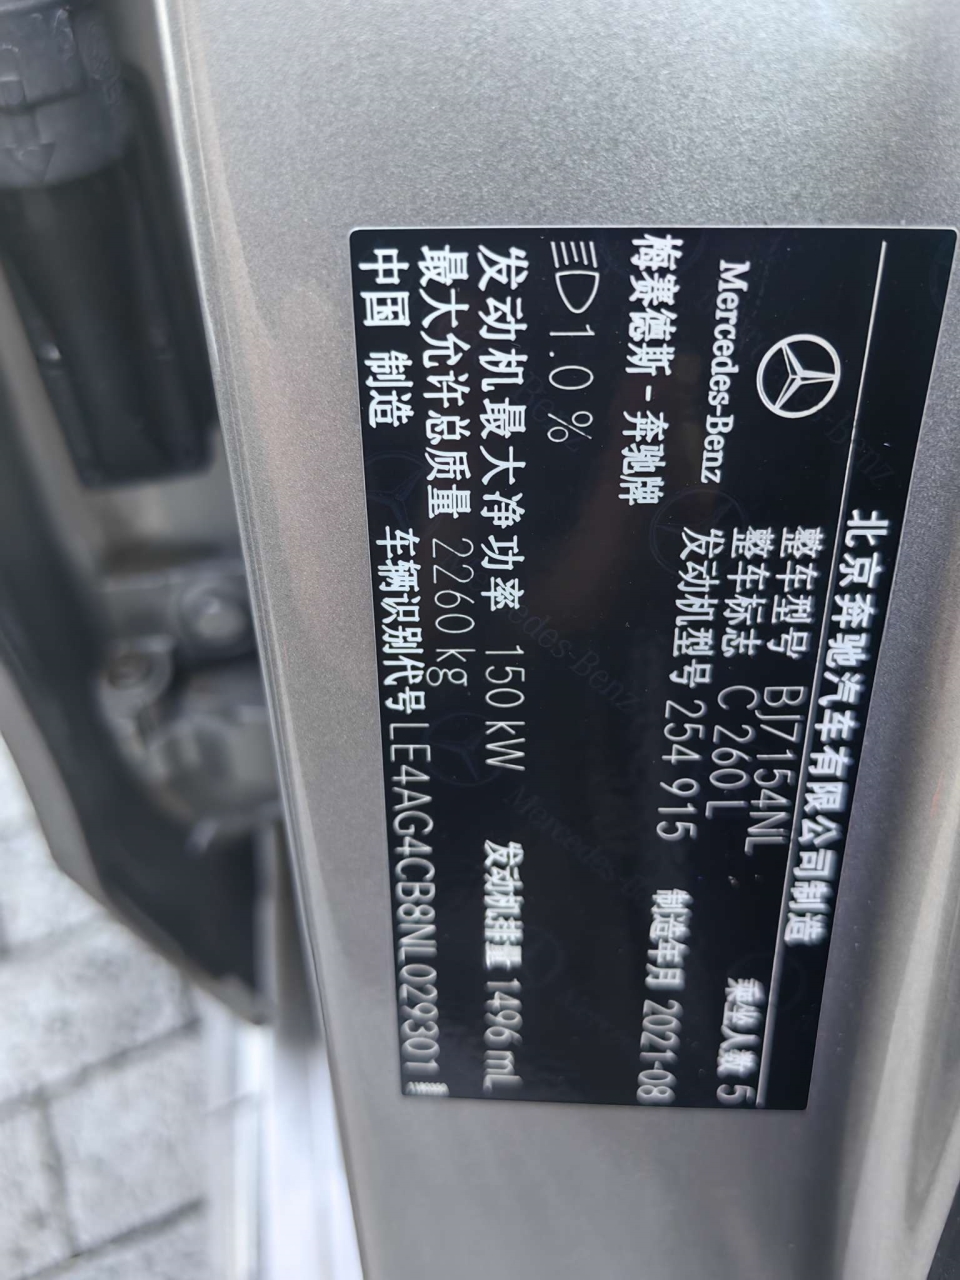 北京奔驰汽车有限公司制造
Mercedes-Benz
梅赛德斯-奔驰牌
整车型号 BJ7154NL
整车标志 C 260 L
乘坐人数 5
发动机型号 254 915
制造年月 2021-08
1.0 %
发动机最大净功率 150 kW
发动机排量 1496 mL
最大允许总质量 2260 kg
中国 制造
车辆识别代号 LE4AG4CB8NL029301